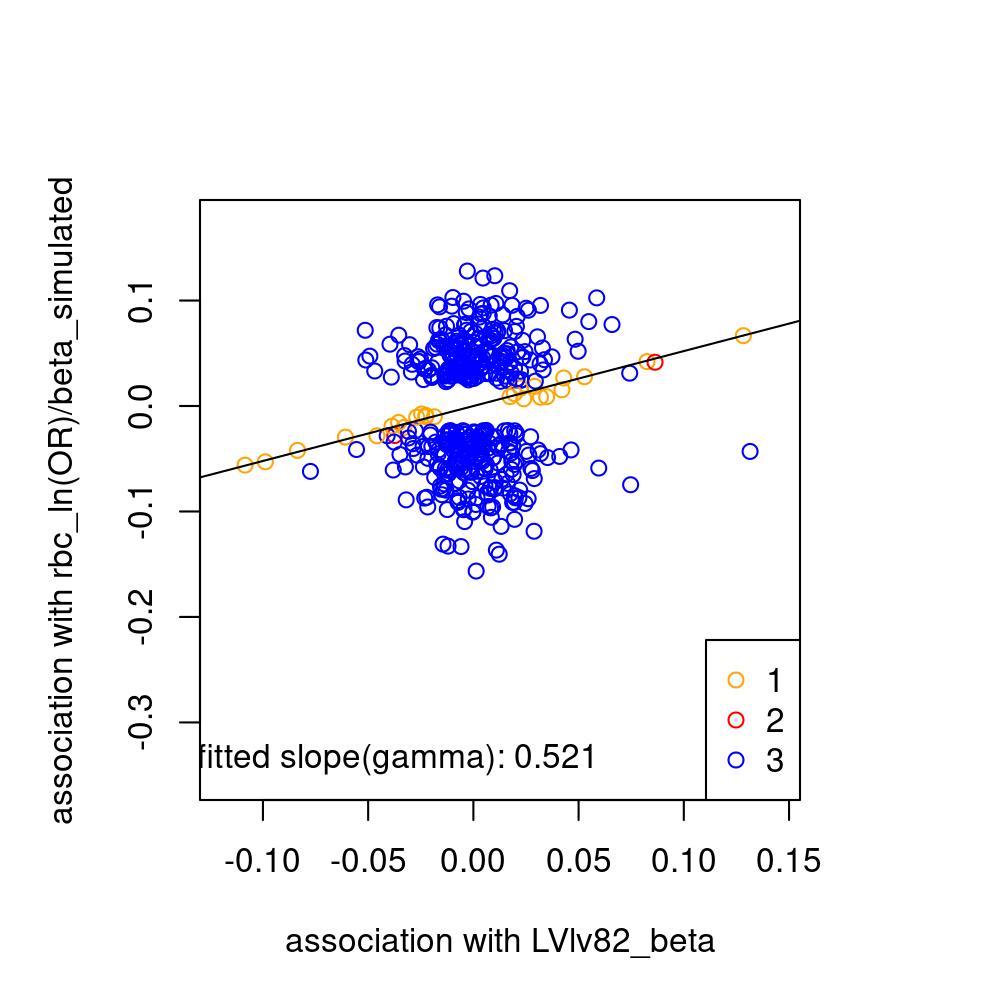 association with rbc_ln(OR)/beta_simulated
0.1
0.0
-0.1
-0.2
-0.3
fitted slope(gamma): 0.521
1
2
3
-0.10 -0.05 0.00 0.05 0.10 0.15
association with LVlv82_beta